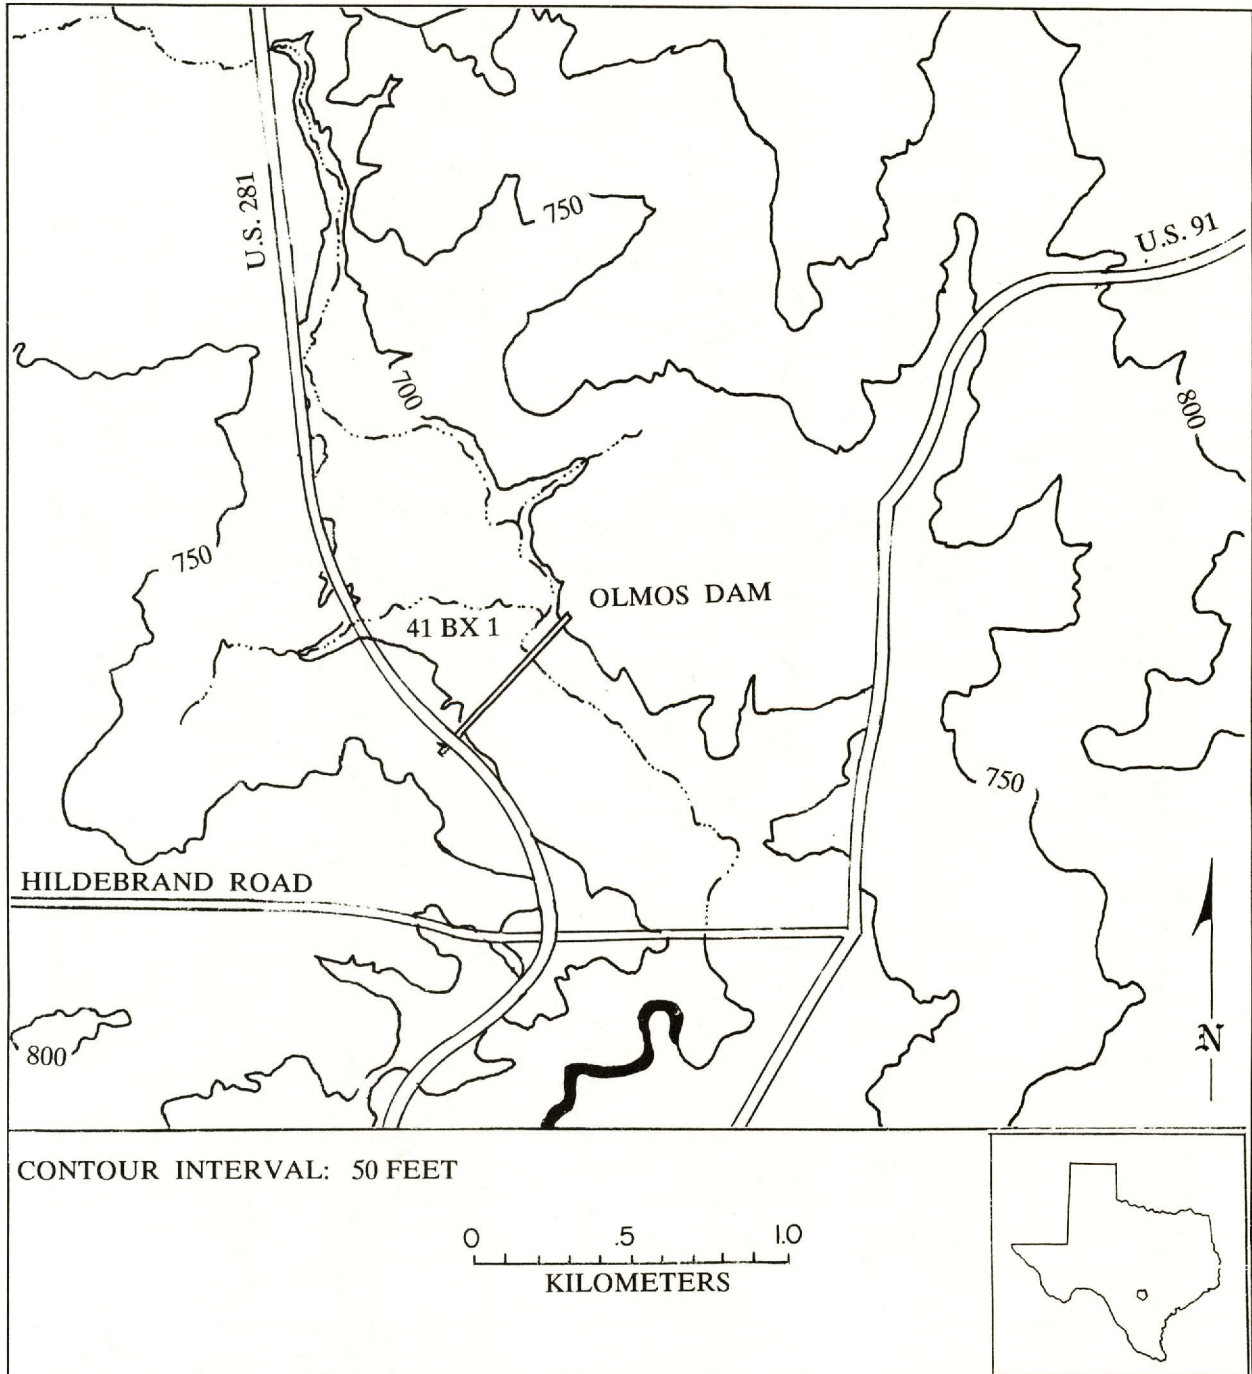 U.S. 281
750
U.S. 91
700
800
750
OLMOS DAM
41 BX 1
750
HILDEBRAND ROAD
800
N
CONTOUR INTERVAL: 50 FEET
0 .5 1.0
KILOMETERS